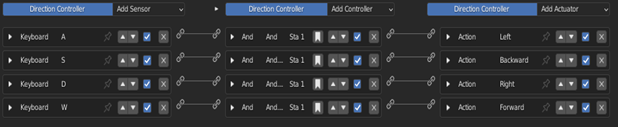 Direction Controller Add Sensor Direction Controller Add Controller Direction Controller Add Actuator
Keyboard A And And Sta 1 Action Left
Keyboard S And And... Sta 1 Action Backward
Keyboard D And And... Sta 1 Action Right
Keyboard W And And... Sta 1 Action Forward